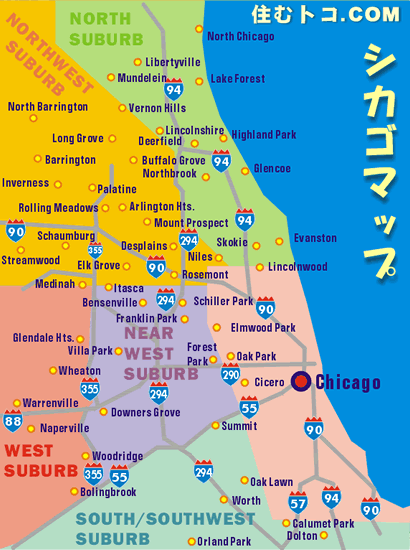 住むトコ.COM
シカゴマップ
NORTH
SUBURB
NORTHWEST
SUBURB
North Chicago
Libertyville
Mundelein
94
Lake Forest
North Barrington
Vernon Hills
Lincolnshire
Long Grove
Deerfield
Highland Park
Barrington
Buffalo Grove
94
Northbrook
Glencoe
Inverness
Palatine
Rolling Meadows
Arlington Hts.
Mount Prospect
94
90
Schaumburg
355
Desplains
294
Skokie
Evanston
Streamwood
Elk Grove
90
Niles
Lincolnwood
Rosemont
Medinah
Itasca
Bensenville
294
Schiller Park
90
Franklin Park
NEAR
WEST
SUBURB
Elmwood Park
Glendale Hts.
Villa Park
Forest
Park
Oak Park
Wheaton
290
Cicero
Chicago
355
294
Warrenville
Downers Grove
55
88
Naperville
Summit
90
WEST
SUBURB
Woodridge
355
55
294
Bolingbrook
Oak Lawn
Worth
57
94
90
SOUTH/SOUTHWEST
SUBURB
Calumet Park
Dolton
Orland Park